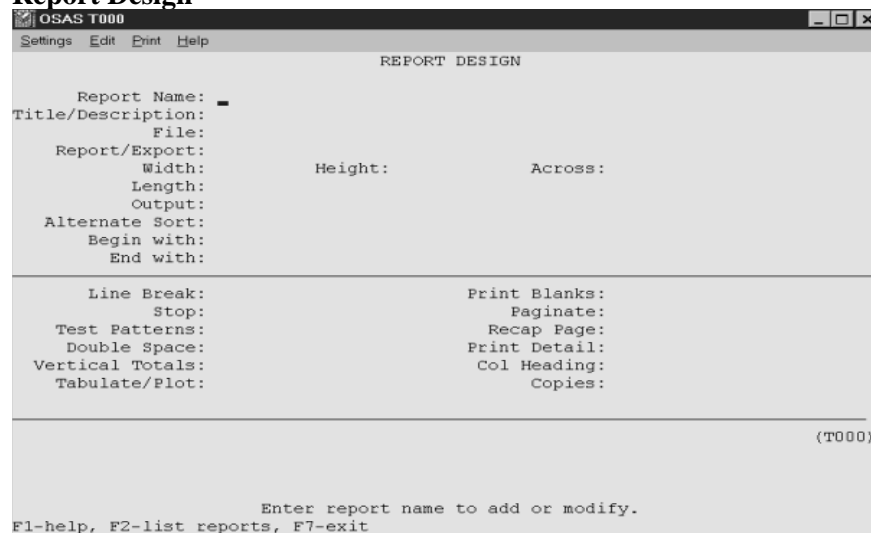 Report Design
OSAS T000
Settings Edit Print Help
REPORT DESIGN
Report Name:
Title/Description:
File:
Report/Export:
Width: Height: Across:
Length:
Output:
Alternate Sort:
Begin with:
End with:
Line Break: Print Blanks:
Stop: Paginate:
Test Patterns: Recap Page:
Double Space: Print Detail:
Vertical Totals: Col Heading:
Tabulate/Plot: Copies:
(T000)
Enter report name to add or modify.
F1-help, F2-list reports, F7-exit